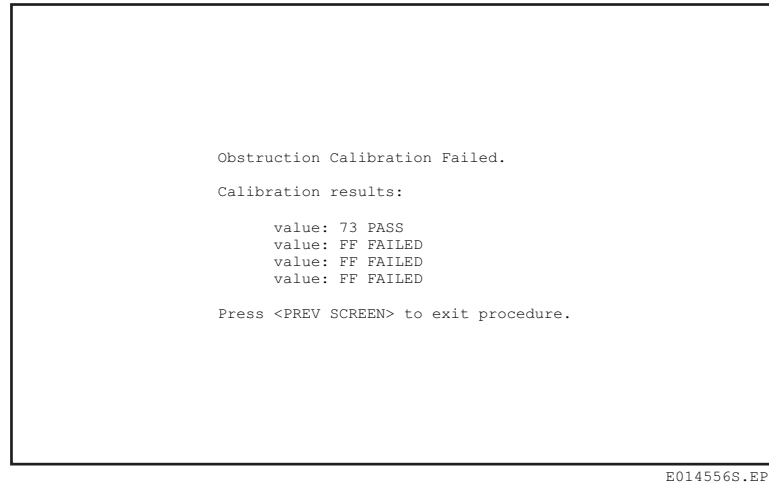 Obstruction Calibration Failed.
Calibration results:
value: 73 PASS
value: FF FAILED
value: FF FAILED
value: FF FAILED
Press <PREV SCREEN> to exit procedure.
E014556S.EP